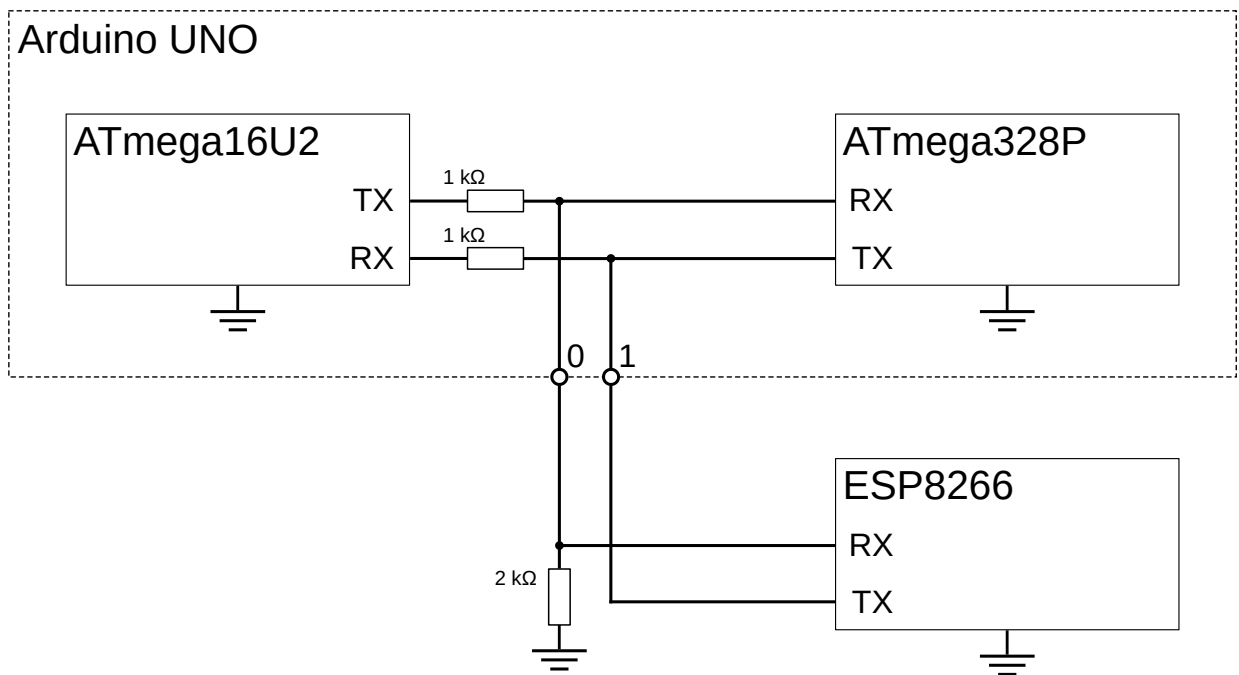 Arduino UNO
ATmega16U2
ATmega328P
1 kΩ
TX
RX
1 kΩ
RX
TX
0
1
ESP8266
RX
2 kΩ
TX